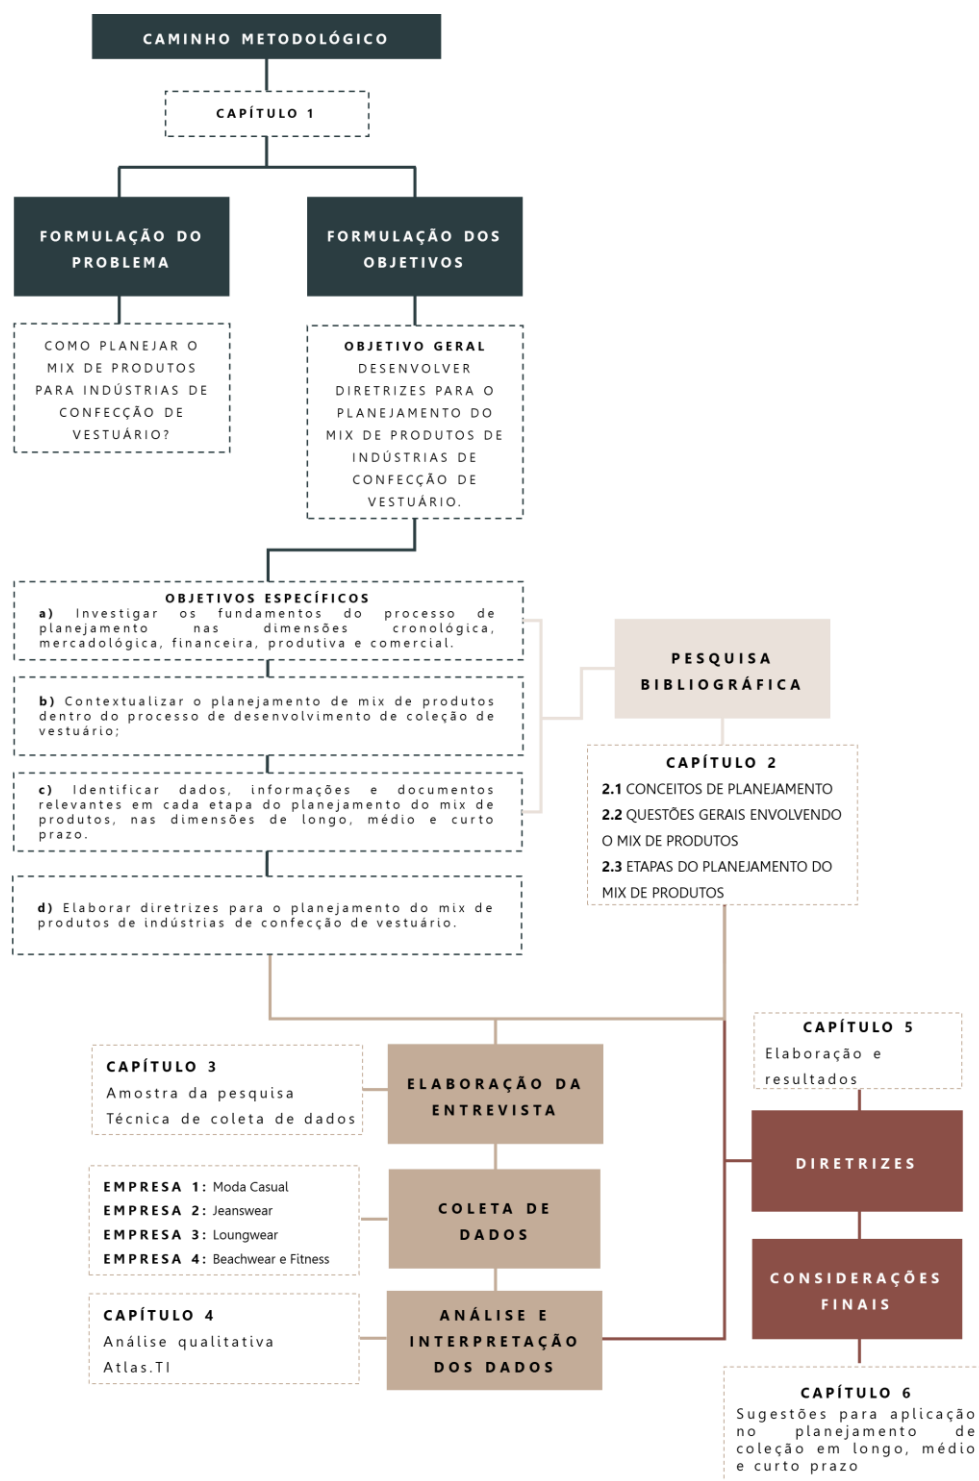 CAMINHO METODOLÓGICO
CAPÍTULO 1
FORMULAÇÃO DO
PROBLEMA
FORMULAÇÃO DOS
OBJETIVOS
COMO PLANEJAR O
MIX DE PRODUTOS
PARA INDÚSTRIAS DE
CONFECÇÃO DE
VESTUÁRIO?
OBJETIVO GERAL
DESENVOLVER
DIRETRIZES PARA O
PLANEJAMENTO DO
MIX DE PRODUTOS DE
INDÚSTRIAS DE
CONFECÇÃO DE
VESTUÁRIO.
OBJETIVOS ESPECÍFICOS
a) Investigar os fundamentos do processo de
planejamento nas dimensões cronológica,
mercadológica, financeira, produtiva e comercial.
b) Contextualizar o planejamento de mix de produtos
dentro do processo de desenvolvimento de coleção de
vestuário;
c) Identificar dados, informações e documentos
relevantes em cada etapa do planejamento do mix de
produtos, nas dimensões de longo, médio e curto
prazo.
d) Elaborar diretrizes para o planejamento do mix de
produtos de indústrias de confecção de vestuário.
PESQUISA
BIBLIOGRÁFICA
CAPÍTULO 2
2.1 CONCEITOS DE PLANEJAMENTO
2.2 QUESTÕES GERAIS ENVOLVENDO
O MIX DE PRODUTOS
2.3 ETAPAS DO PLANEJAMENTO DO
MIX DE PRODUTOS
CAPÍTULO 3
Amostra da pesquisa
Técnica de coleta de dados
ELABORAÇÃO DA
ENTREVISTA
EMPRESA 1: Moda Casual
EMPRESA 2: Jeanswear
EMPRESA 3: Loungwear
EMPRESA 4: Beachwear e Fitness
COLETA DE
DADOS
CAPÍTULO 4
Análise qualitativa
Atlas.TI
ANÁLISE E
INTERPRETAÇÃO
DOS DADOS
CAPÍTULO 5
Elaboração e
resultados
DIRETRIZES
CONSIDERAÇÕES
FINAIS
CAPÍTULO 6
Sugestões para aplicação
no planejamento de
coleção em longo, médio
e curto prazo